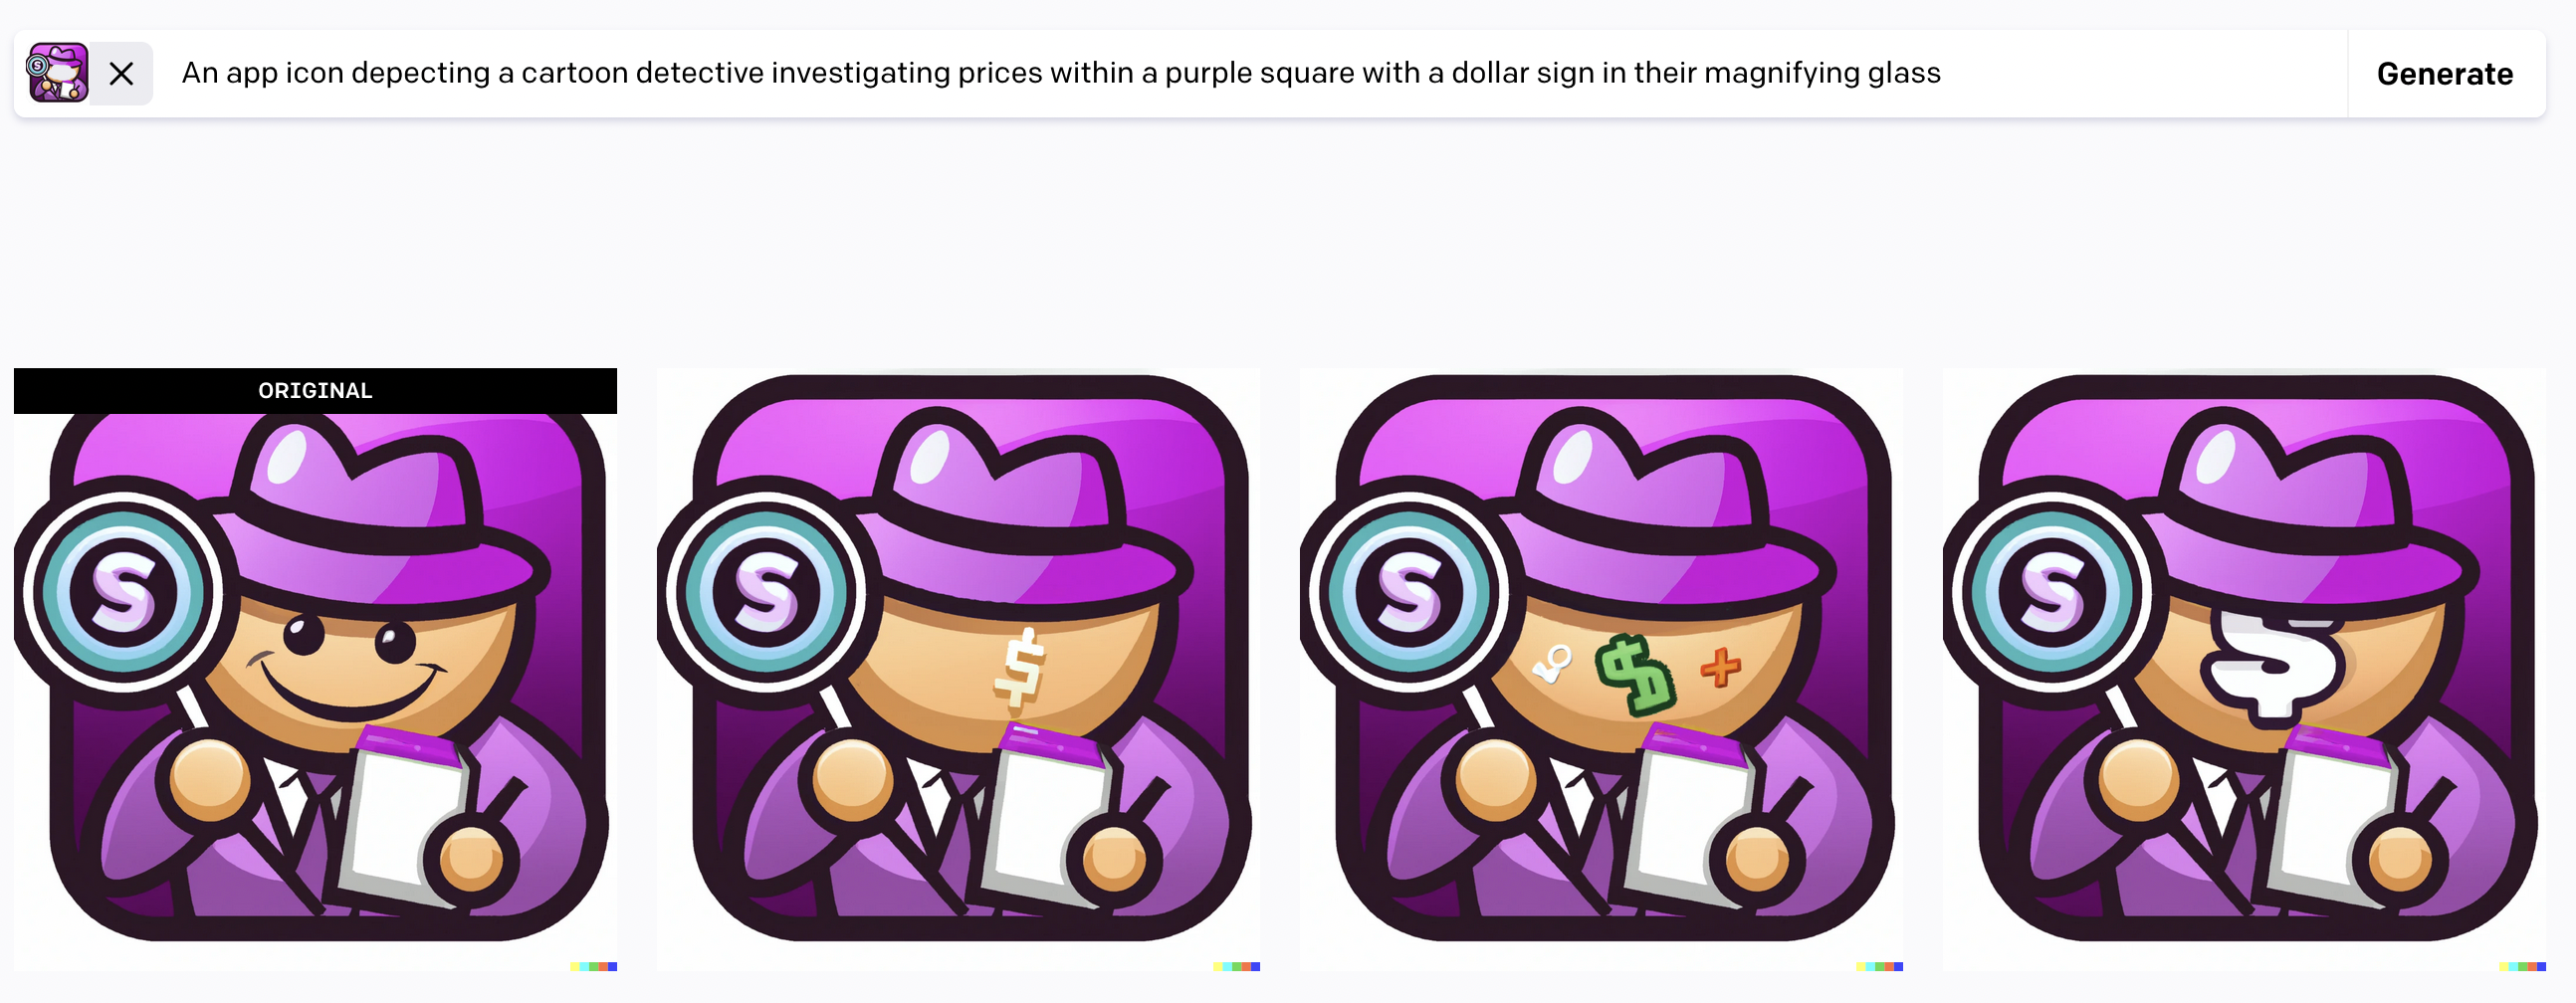 An app icon depecting a cartoon detective investigating prices within a purple square with a dollar sign in their magnifying glass
Generate
ORIGINAL
S
S
S
S
$
$
$